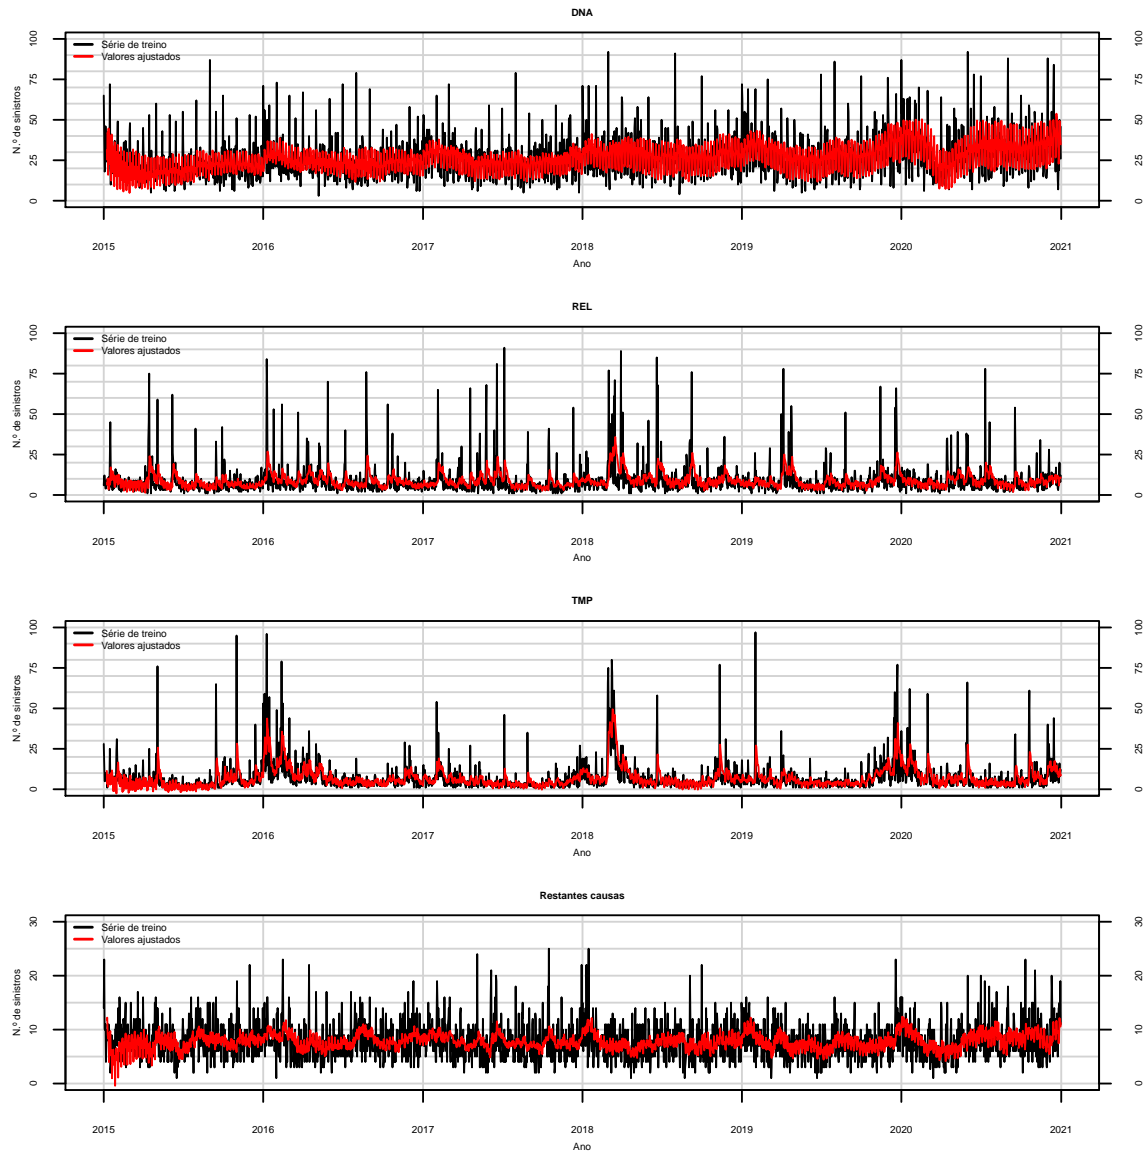 DNA
N.º de sinistros
0 25 50 75 100
Série de treino
Valores ajustados
0 25 50 75 100
2015 2016 2017 2018 2019 2020 2021
Ano
REL
N.º de sinistros
0 25 50 75 100
Série de treino
Valores ajustados
0 25 50 75 100
2015 2016 2017 2018 2019 2020 2021
Ano
TMP
N.º de sinistros
0 25 50 75 100
Série de treino
Valores ajustados
0 25 50 75 100
2015 2016 2017 2018 2019 2020 2021
Ano
Restantes causas
N.º de sinistros
0 10 20 30
Série de treino
Valores ajustados
0 10 20 30
2015 2016 2017 2018 2019 2020 2021
Ano